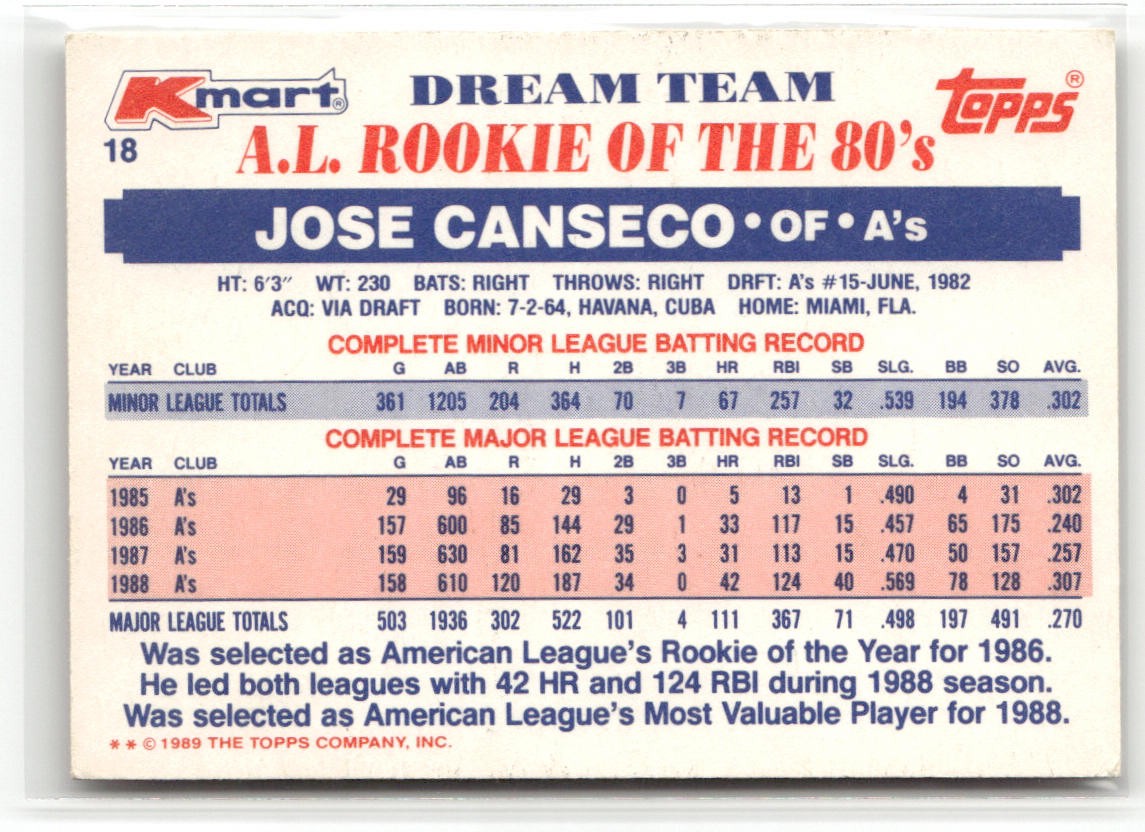 Kmart® DREAM TEAM TOPPS®
18 A.L. ROOKIE OF THE 80's
JOSE CANSECO • OF • A's
HT: 6'3" WT: 230 BATS: RIGHT THROWS: RIGHT DRFT: A's #15-JUNE, 1982
ACQ: VIA DRAFT BORN: 7-2-64, HAVANA, CUBA HOME: MIAMI, FLA.
COMPLETE MINOR LEAGUE BATTING RECORD
YEAR CLUB G AB R H 2B 3B HR RBI SB SLG. BB SO AVG.
MINOR LEAGUE TOTALS 361 1205 204 364 70 7 67 257 32 .539 194 378 .302
COMPLETE MAJOR LEAGUE BATTING RECORD
YEAR CLUB G AB R H 2B 3B HR RBI SB SLG. BB SO AVG.
1985 A's 29 96 16 29 3 0 5 13 1 .490 4 31 .302
1986 A's 157 600 85 144 29 1 33 117 15 .457 65 175 .240
1987 A's 159 630 81 162 35 3 31 113 15 .470 50 157 .257
1988 A's 158 610 120 187 34 0 42 124 40 .569 78 128 .307
MAJOR LEAGUE TOTALS 503 1936 302 522 101 4 111 367 71 .498 197 491 .270
Was selected as American League's Rookie of the Year for 1986.
He led both leagues with 42 HR and 124 RBI during 1988 season.
Was selected as American League's Most Valuable Player for 1988.
* * © 1989 THE TOPPS COMPANY, INC.